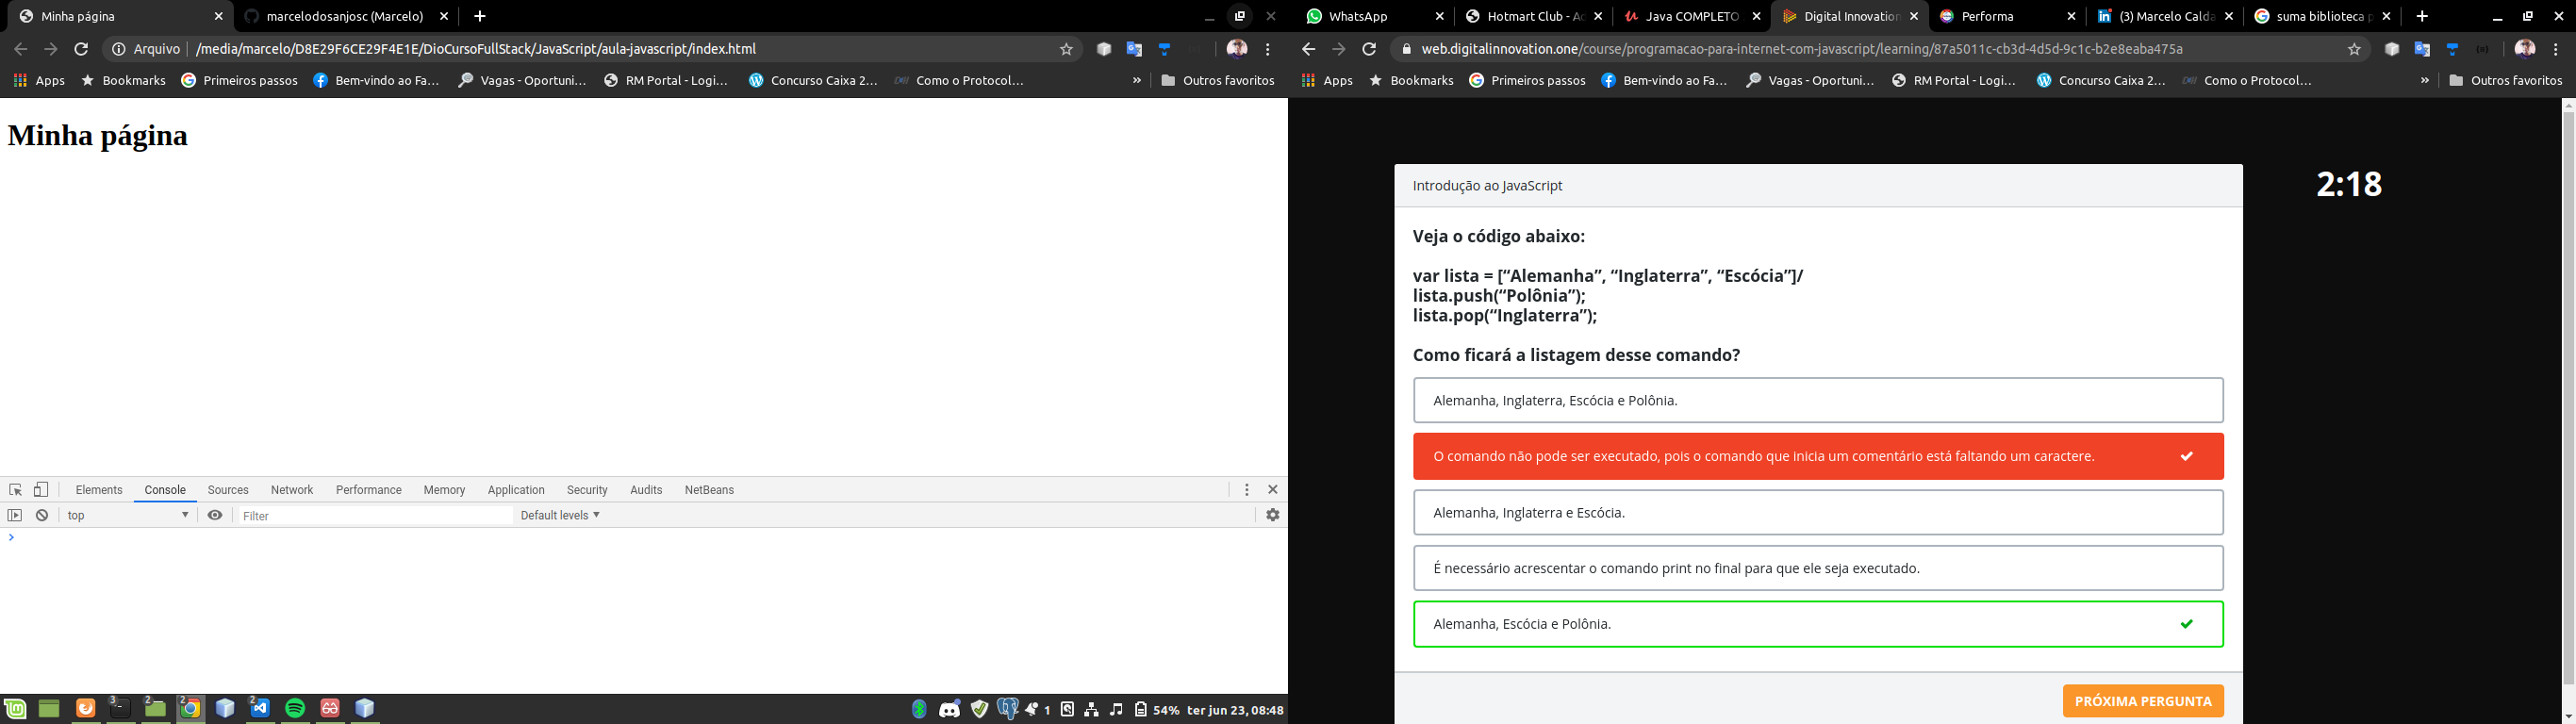 Minha página
marcelodosanjosc (Marcelo)
Arquivo
/media/marcelo/D8E29F6CE29F4E1E/DioCursoFullStack/JavaScript/aula-javascript/index.html
Apps
Bookmarks
Primeiros passos
Bem-vindo ao Fa…
Vagas - Oportuni…
RM Portal - Logi…
Concurso Caixa 2…
Como o Protocol…
»
Outros favoritos
Minha página
Elements
Console
Sources
Network
Performance
Memory
Application
Security
Audits
NetBeans
top
Filter
Default levels
3
2
2
2
1
54%
ter jun 23, 08:48
WhatsApp
Hotmart Club - Ac
Java COMPLETO
Digital Innovation
Performa
(3) Marcelo Calda
suma biblioteca p
web.digitalinnovation.one/course/programacao-para-internet-com-javascript/learning/87a5011c-cb3d-4d5d-9c1c-b2e8eaba475a
Apps
Bookmarks
Primeiros passos
Bem-vindo ao Fa…
Vagas - Oportuni…
RM Portal - Logi…
Concurso Caixa 2…
Como o Protocol…
»
Outros favoritos
Introdução ao JavaScript
2:18
Veja o código abaixo:
var lista = [“Alemanha”, “Inglaterra”, “Escócia”]/
lista.push(“Polônia”);
lista.pop(“Inglaterra”);
Como ficará a listagem desse comando?
Alemanha, Inglaterra, Escócia e Polônia.
O comando não pode ser executado, pois o comando que inicia um comentário está faltando um caractere.
Alemanha, Inglaterra e Escócia.
É necessário acrescentar o comando print no final para que ele seja executado.
Alemanha, Escócia e Polônia.
PRÓXIMA PERGUNTA